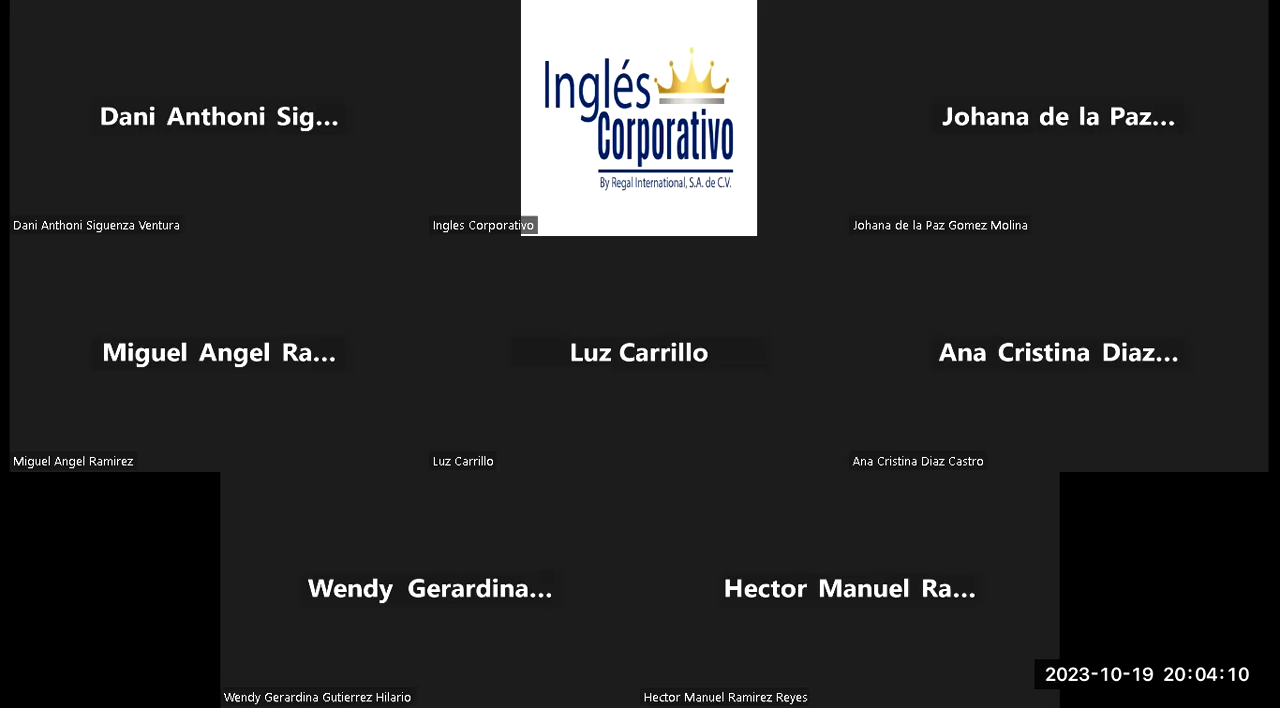 Dani Anthoni Sig...
Dani Anthoni Siguenza Ventura
Inglés
Corporativo
By Regal International, S.A. de C.V.
Ingles Corporativo
Johana de la Paz...
Johana de la Paz Gomez Molina
Miguel Angel Ra...
Miguel Angel Ramirez
Luz Carrillo
Luz Carrillo
Ana Cristina Diaz...
Ana Cristina Diaz Castro
Wendy Gerardina...
Wendy Gerardina Gutierrez Hilario
Hector Manuel Ra...
Hector Manuel Ramirez Reyes
2023-10-19 20:04:10